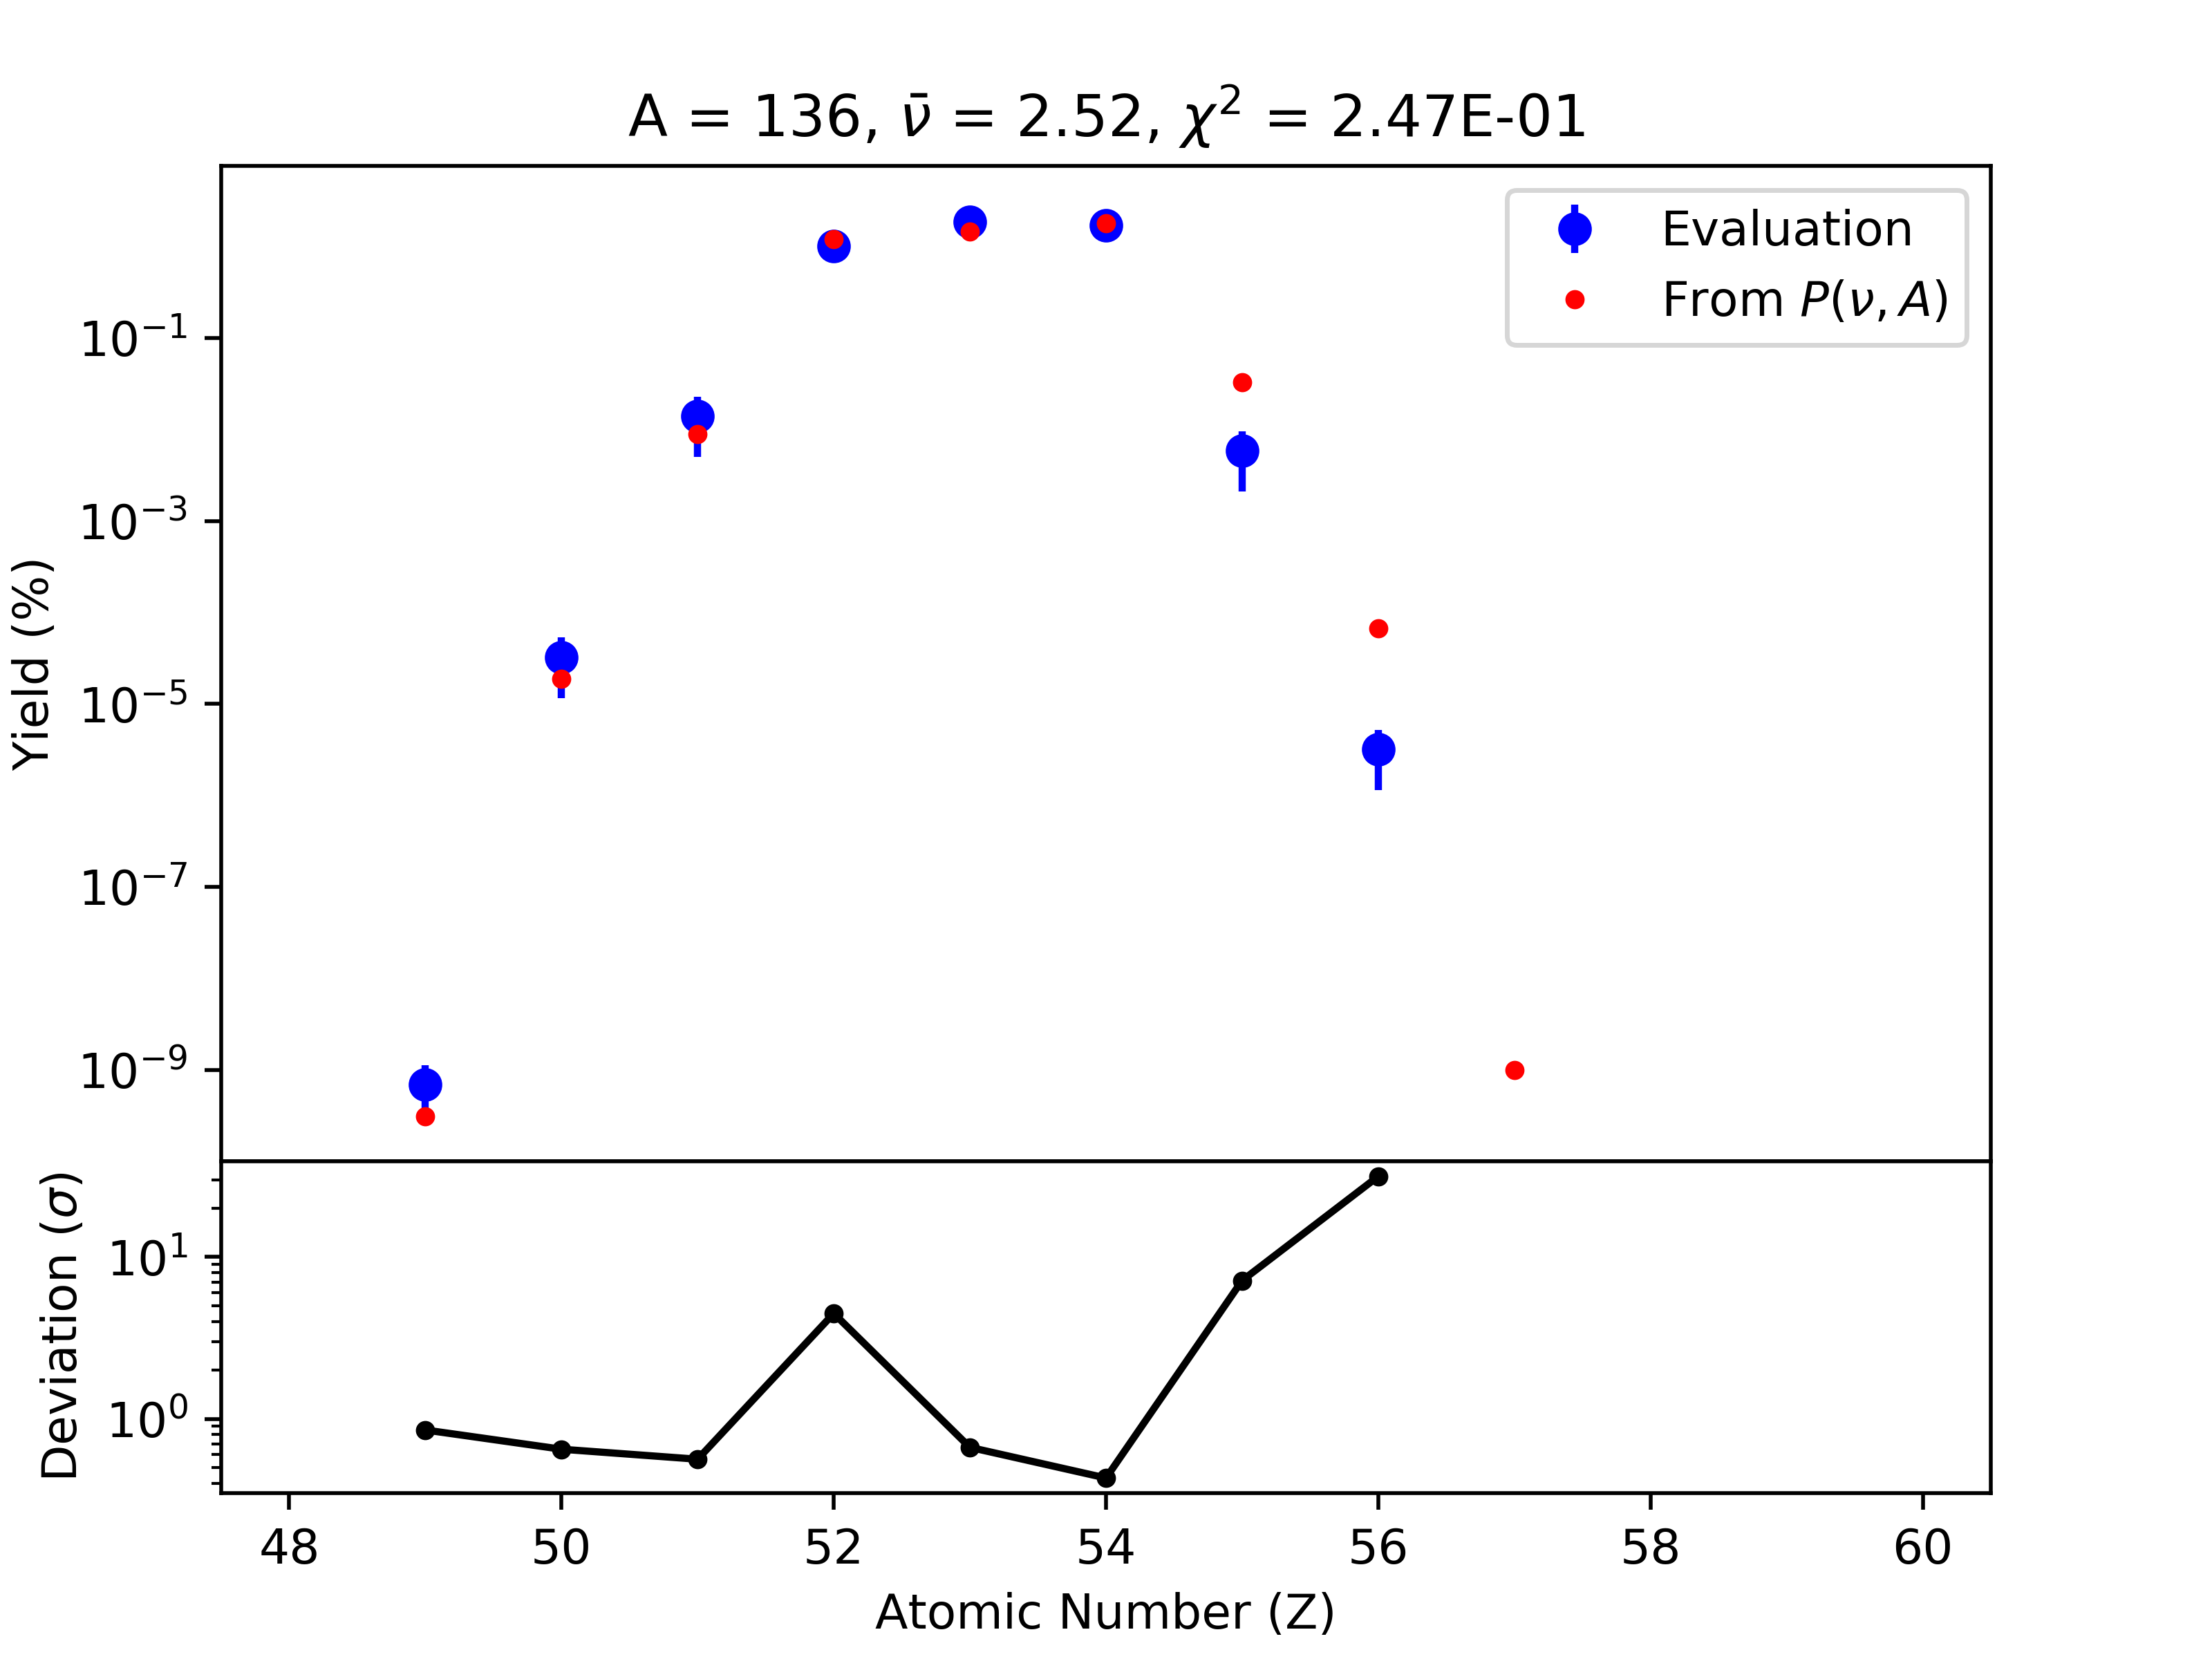 A = 136, ν̄ = 2.52, χ² = 2.47E-01
Evaluation
From P(ν, A)
Yield (%)
10⁻¹
10⁻³
10⁻⁵
10⁻⁷
10⁻⁹
Deviation (σ)
10¹
10⁰
48 50 52 54 56 58 60
Atomic Number (Z)